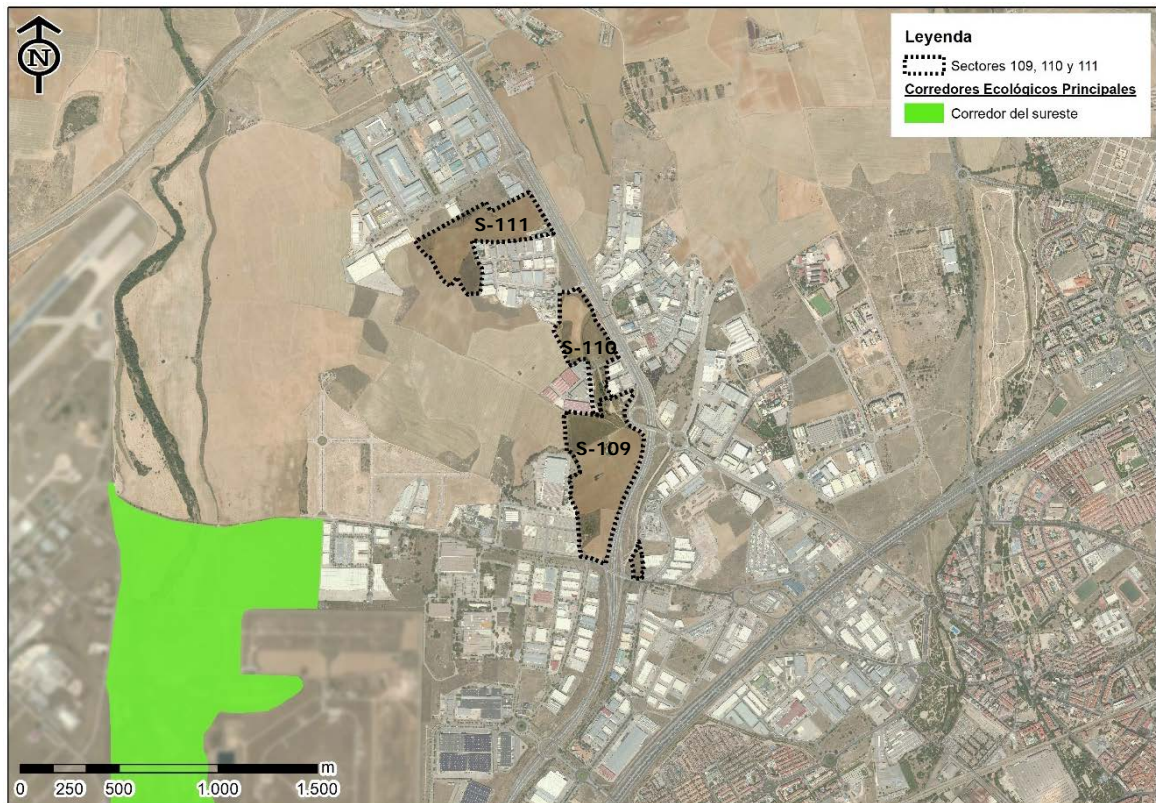 N
Leyenda
Sectores 109, 110 y 111
Corredores Ecológicos Principales
Corredor del sureste
S-111
S-110
S-109
m
0 250 500 1.000 1.500